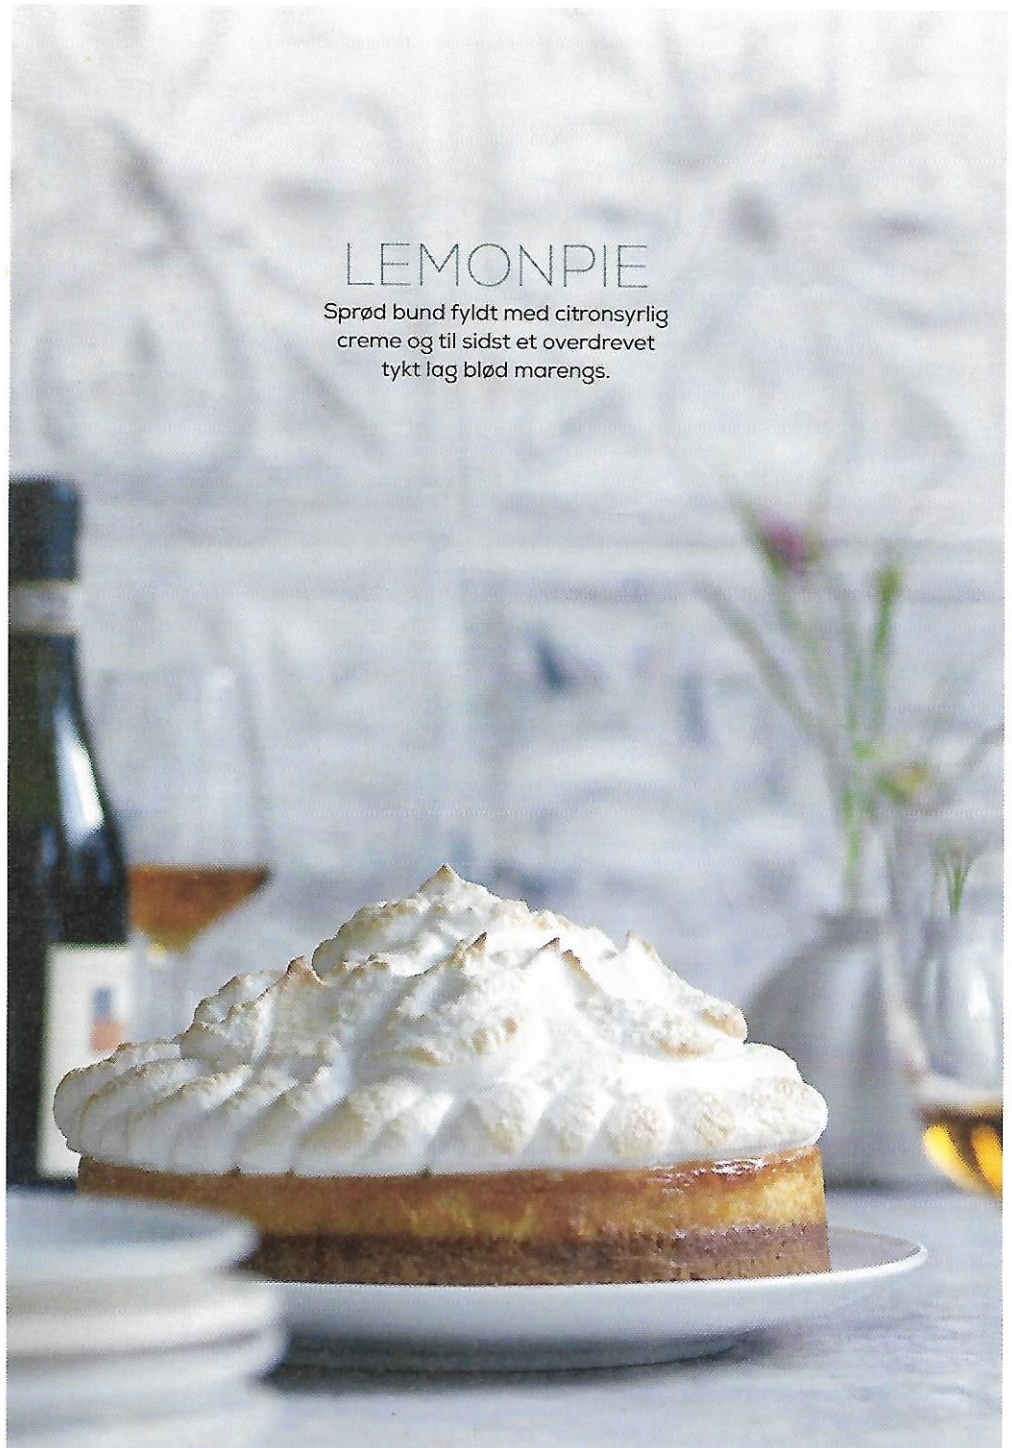 LEMONPIE
Sprød bund fyldt med citronsyrlig
creme og til sidst et overdrevet
tykt lag blød marengs.